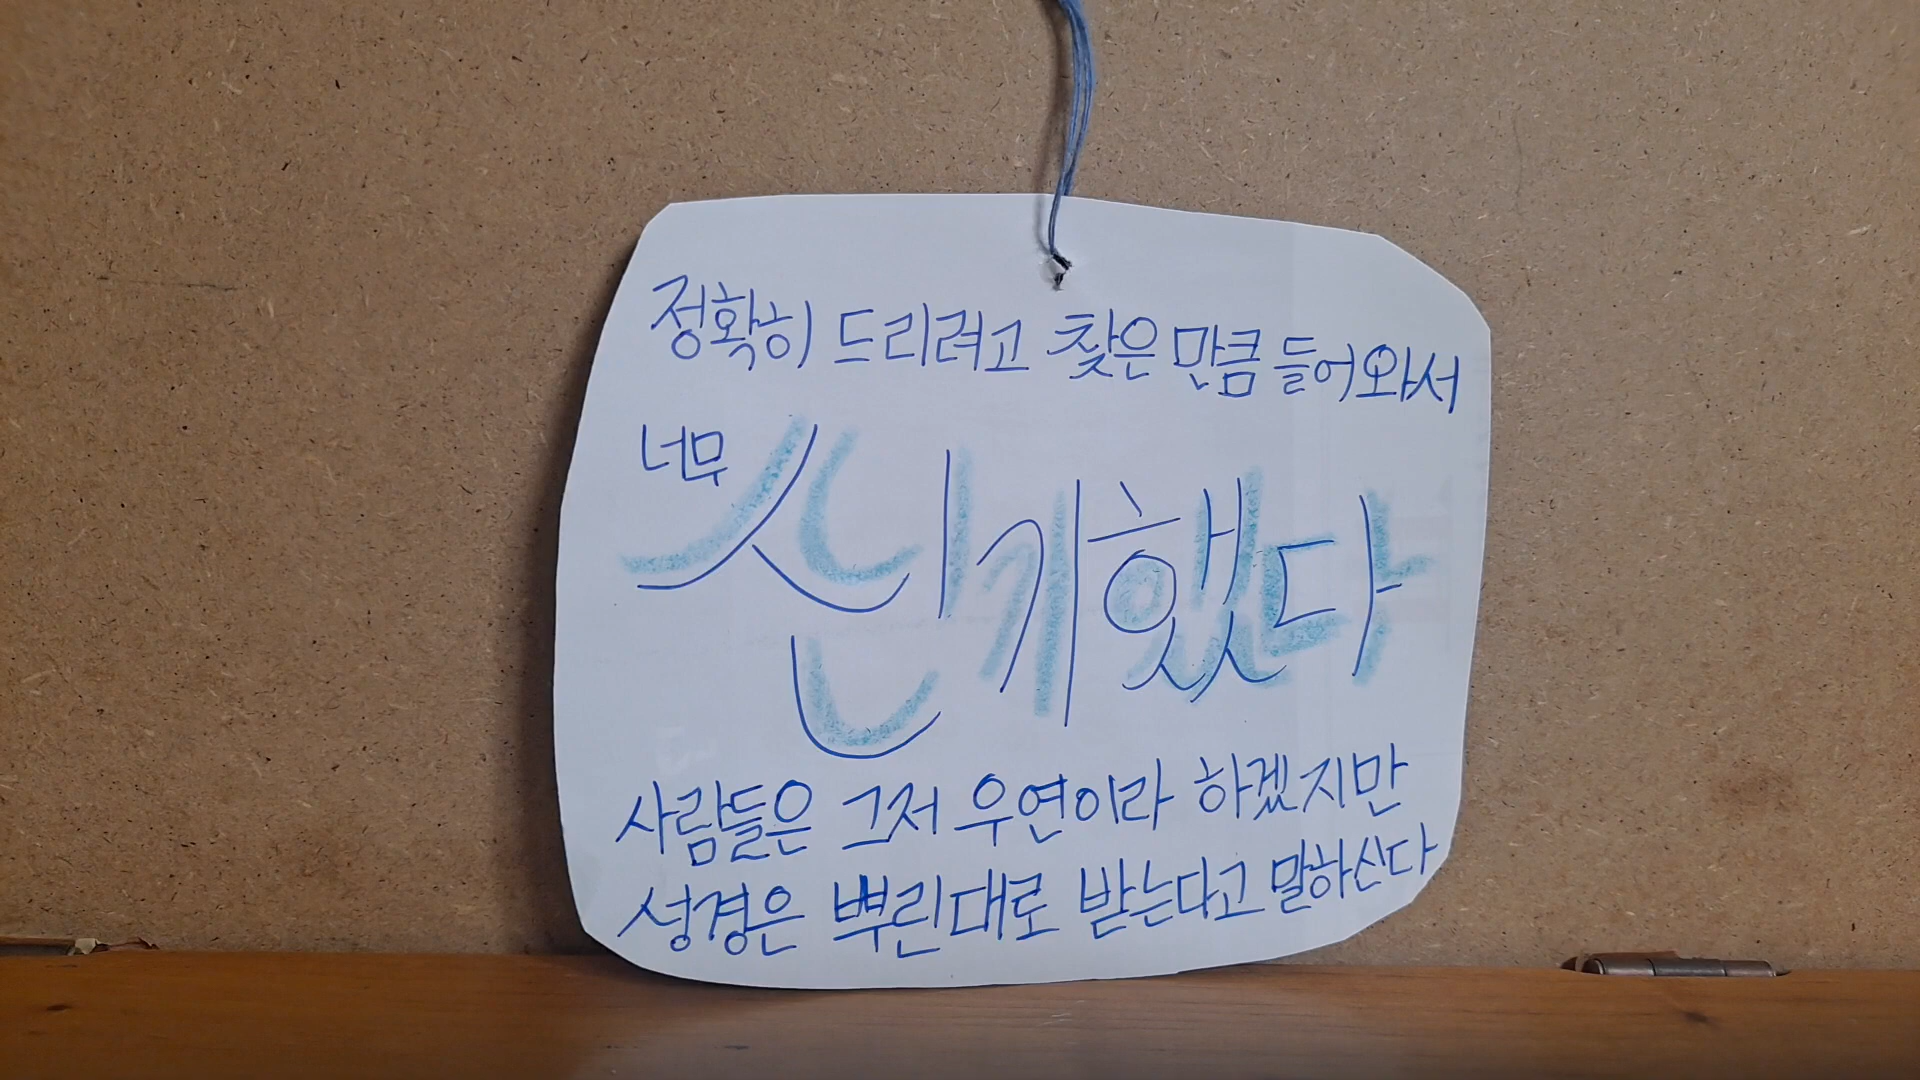 정확히 드리려고 찾은 만큼 들어와서
너무 신기했다
사람들은 그저 우연이라 하겠지만
성경은 뿌린대로 받는다고 말하신다